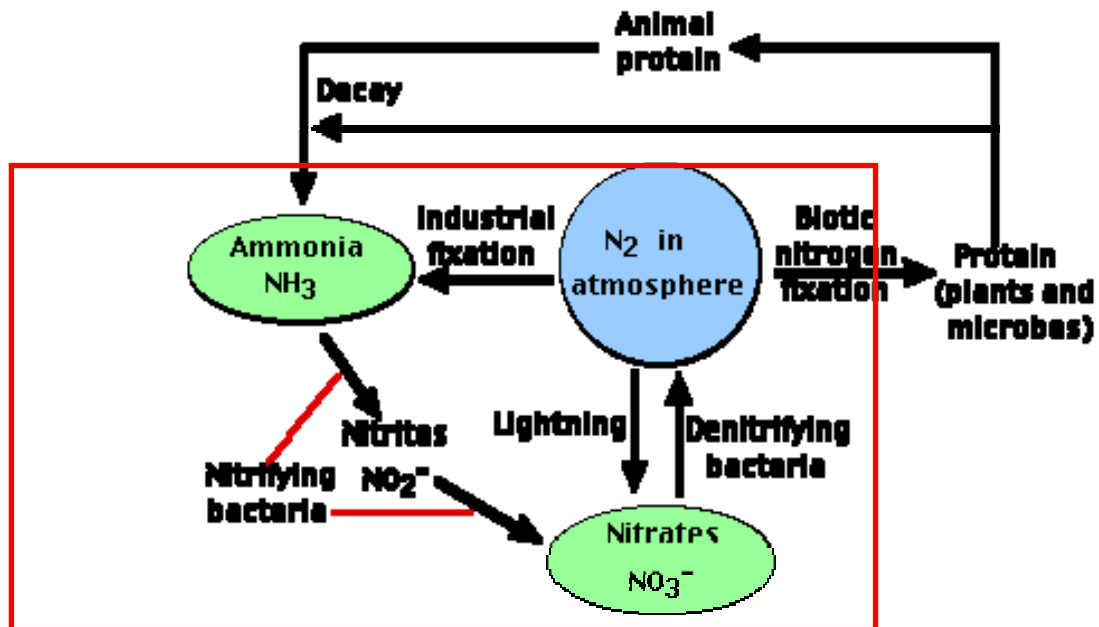 Animal
protein
Decay
Industrial
fixation
N2 in
atmosphere
Biotic
nitrogen
fixation
Protein
(plants and
microbes)
Ammonia
NH3
Lightning
Denitrifying
bacteria
Nitrites
NO2-
Nitrifying
bacteria
Nitrates
NO3-